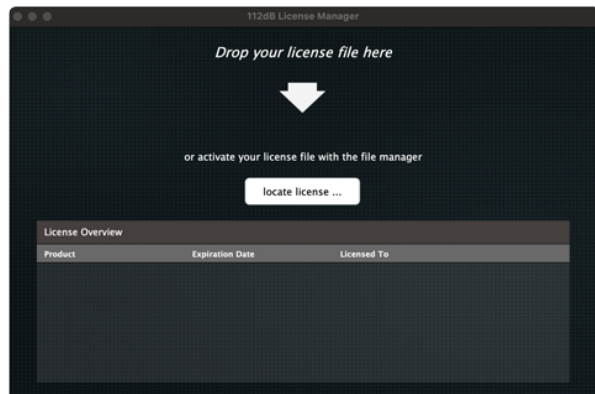 112dB License Manager
Drop your license file here
or activate your license file with the file manager
locate license ...
License Overview
Product Expiration Date Licensed To